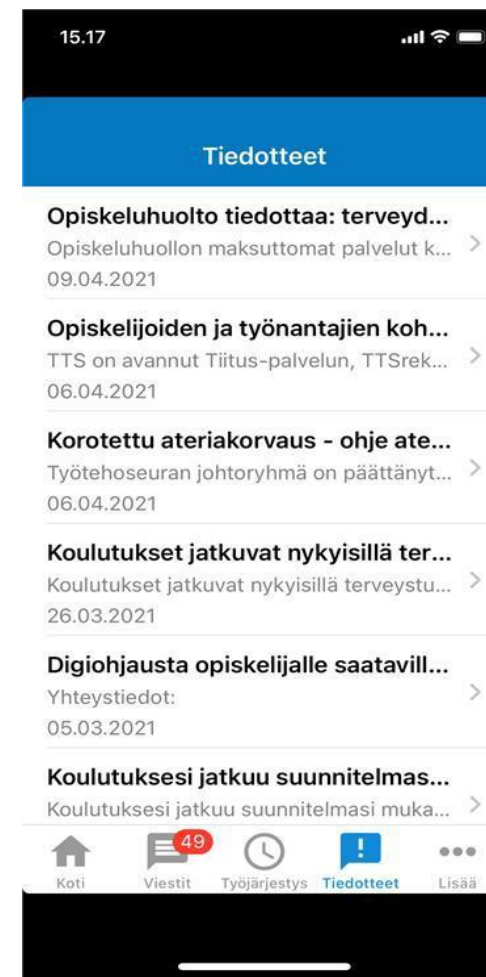 15.17
Tiedotteet
Opiskeluhuolto tiedottaa: terveyd...
Opiskeluhuollon maksuttomat palvelut k...
09.04.2021
Opiskelijoiden ja työnantajien koh...
TTS on avannut Tiitus-palvelun, TTSrek...
06.04.2021
Korotettu ateriakorvaus - ohje ate...
Työtehoseuran johtoryhmä on päättänyt...
06.04.2021
Koulutukset jatkuvat nykyisillä ter...
Koulutukset jatkuvat nykyisillä terveystu...
26.03.2021
Digiohjausta opiskelijalle saatavill...
Yhteystiedot:
05.03.2021
Koulutuksesi jatkuu suunnitelmas...
Koulutuksesi jatkuu suunnitelmasi muka...
49
Koti Viestit Työjärjestys Tiedotteet Lisää